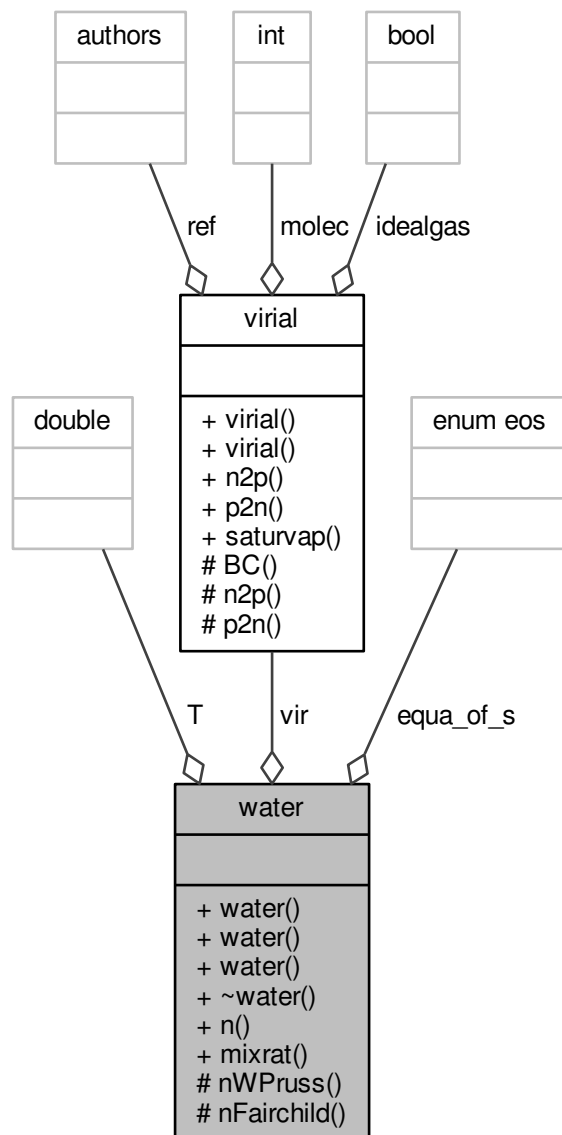 authors
int
bool
ref
molec
idealgas
virial
+ virial()
+ virial()
+ n2p()
+ p2n()
+ saturvap()
# BC()
# n2p()
# p2n()
double
enum eos
T
vir
equa_of_s
water
+ water()
+ water()
+ water()
+ ~water()
+ n()
+ mixrat()
# nWPruss()
# nFairchild()